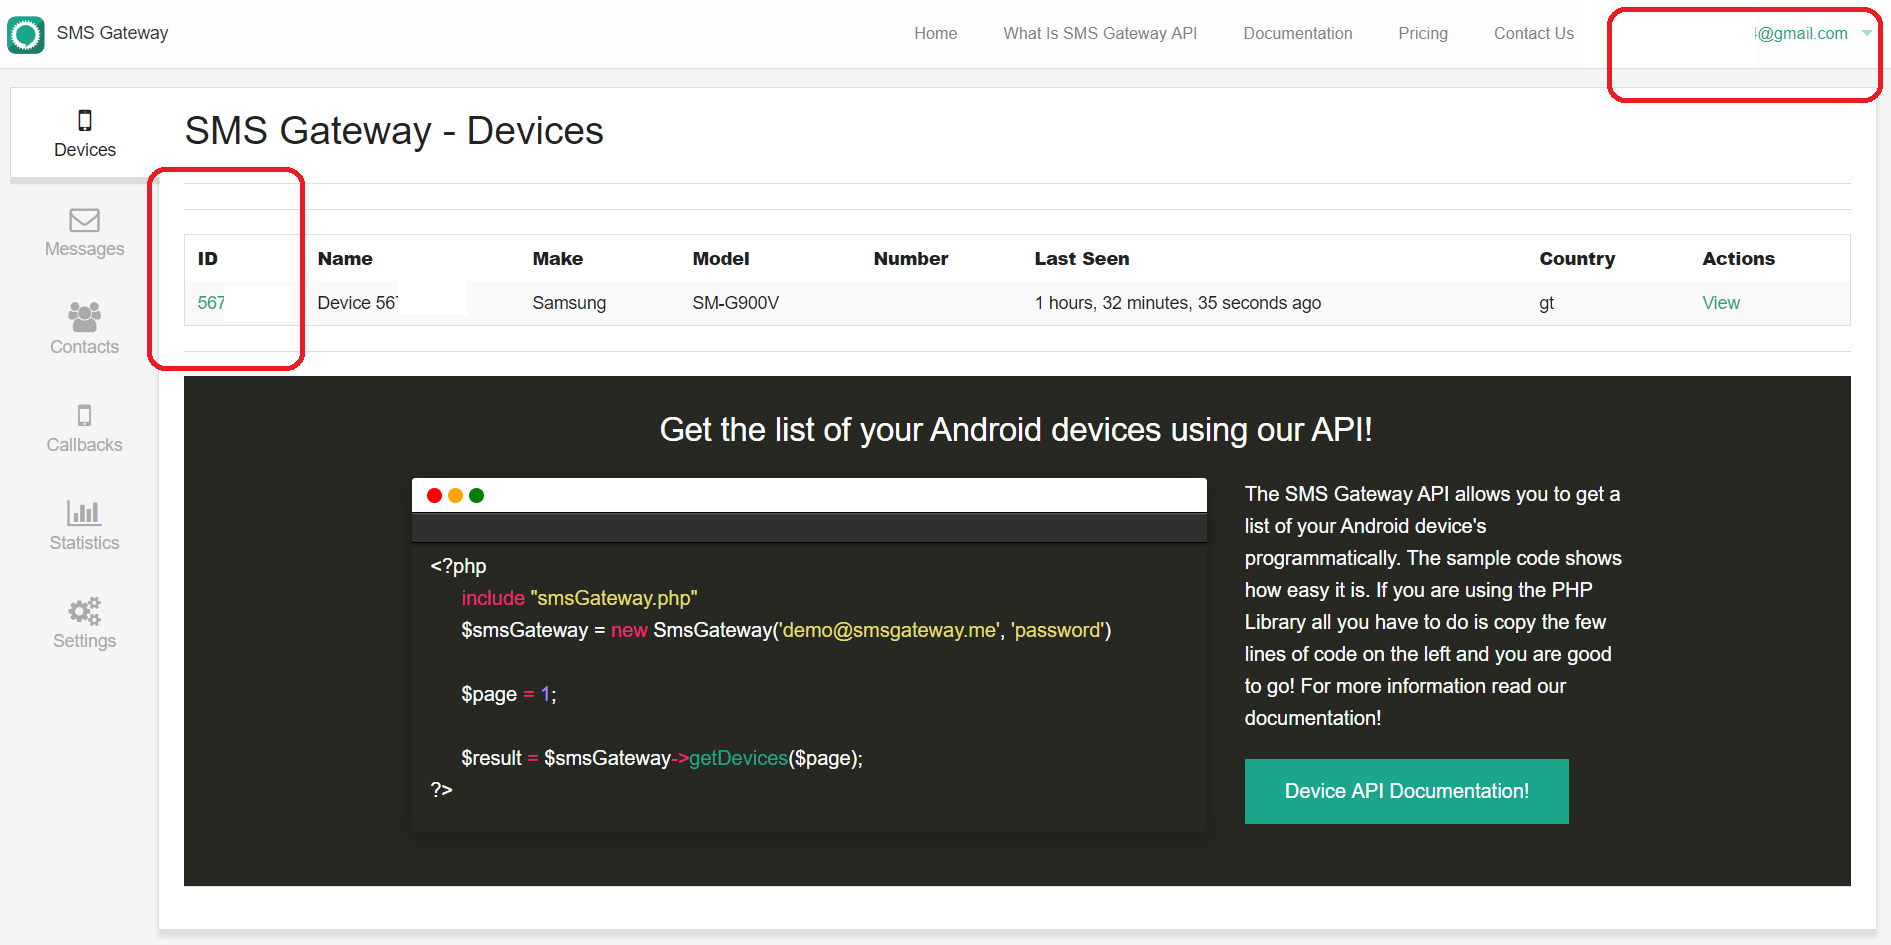 SMS Gateway
Home What Is SMS Gateway API Documentation Pricing Contact Us @gmail.com
Devices
SMS Gateway - Devices
Messages
Contacts
Callbacks
Statistics
Settings
ID Name Make Model Number Last Seen Country Actions
567 Device 567 Samsung SM-G900V 1 hours, 32 minutes, 35 seconds ago gt View
Get the list of your Android devices using our API!
<?php
include "smsGateway.php"
$smsGateway = new SmsGateway('demo@smsgateway.me', 'password')
$page = 1;
$result = $smsGateway->getDevices($page);
?>
The SMS Gateway API allows you to get a
list of your Android device's
programmatically. The sample code shows
how easy it is. If you are using the PHP
Library all you have to do is copy the few
lines of code on the left and you are good
to go! For more information read our
documentation!
Device API Documentation!